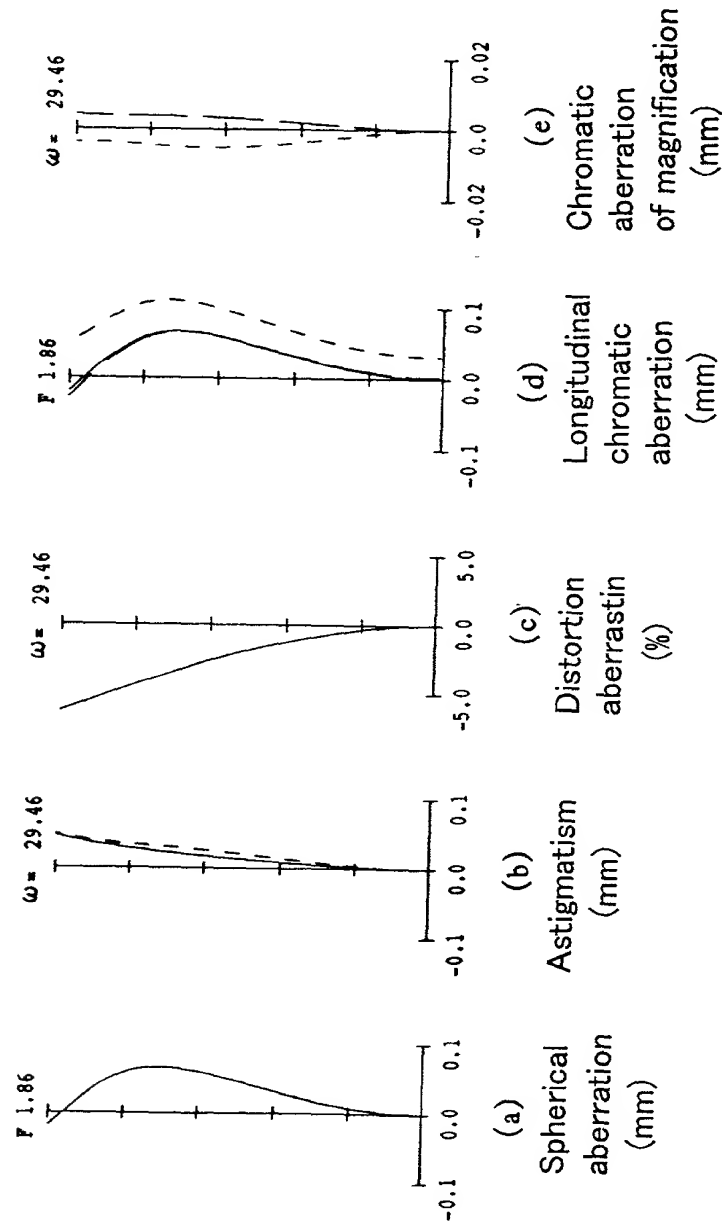 F 1.86
-0.1
0.0
0.1
(a)
Spherical
aberration
(mm)
ω= 29.46
-0.1
0.0
0.1
(b)
Astigmatism
(mm)
ω= 29.46
-5.0
0.0
5.0
(c)
Distortion
aberrastin
(%)
F 1.86
-0.1
0.0
0.1
(d)
Longitudinal
chromatic
aberration
(mm)
ω= 29.46
-0.02
0.0
0.02
(e)
Chromatic
aberration
of magnification
(mm)